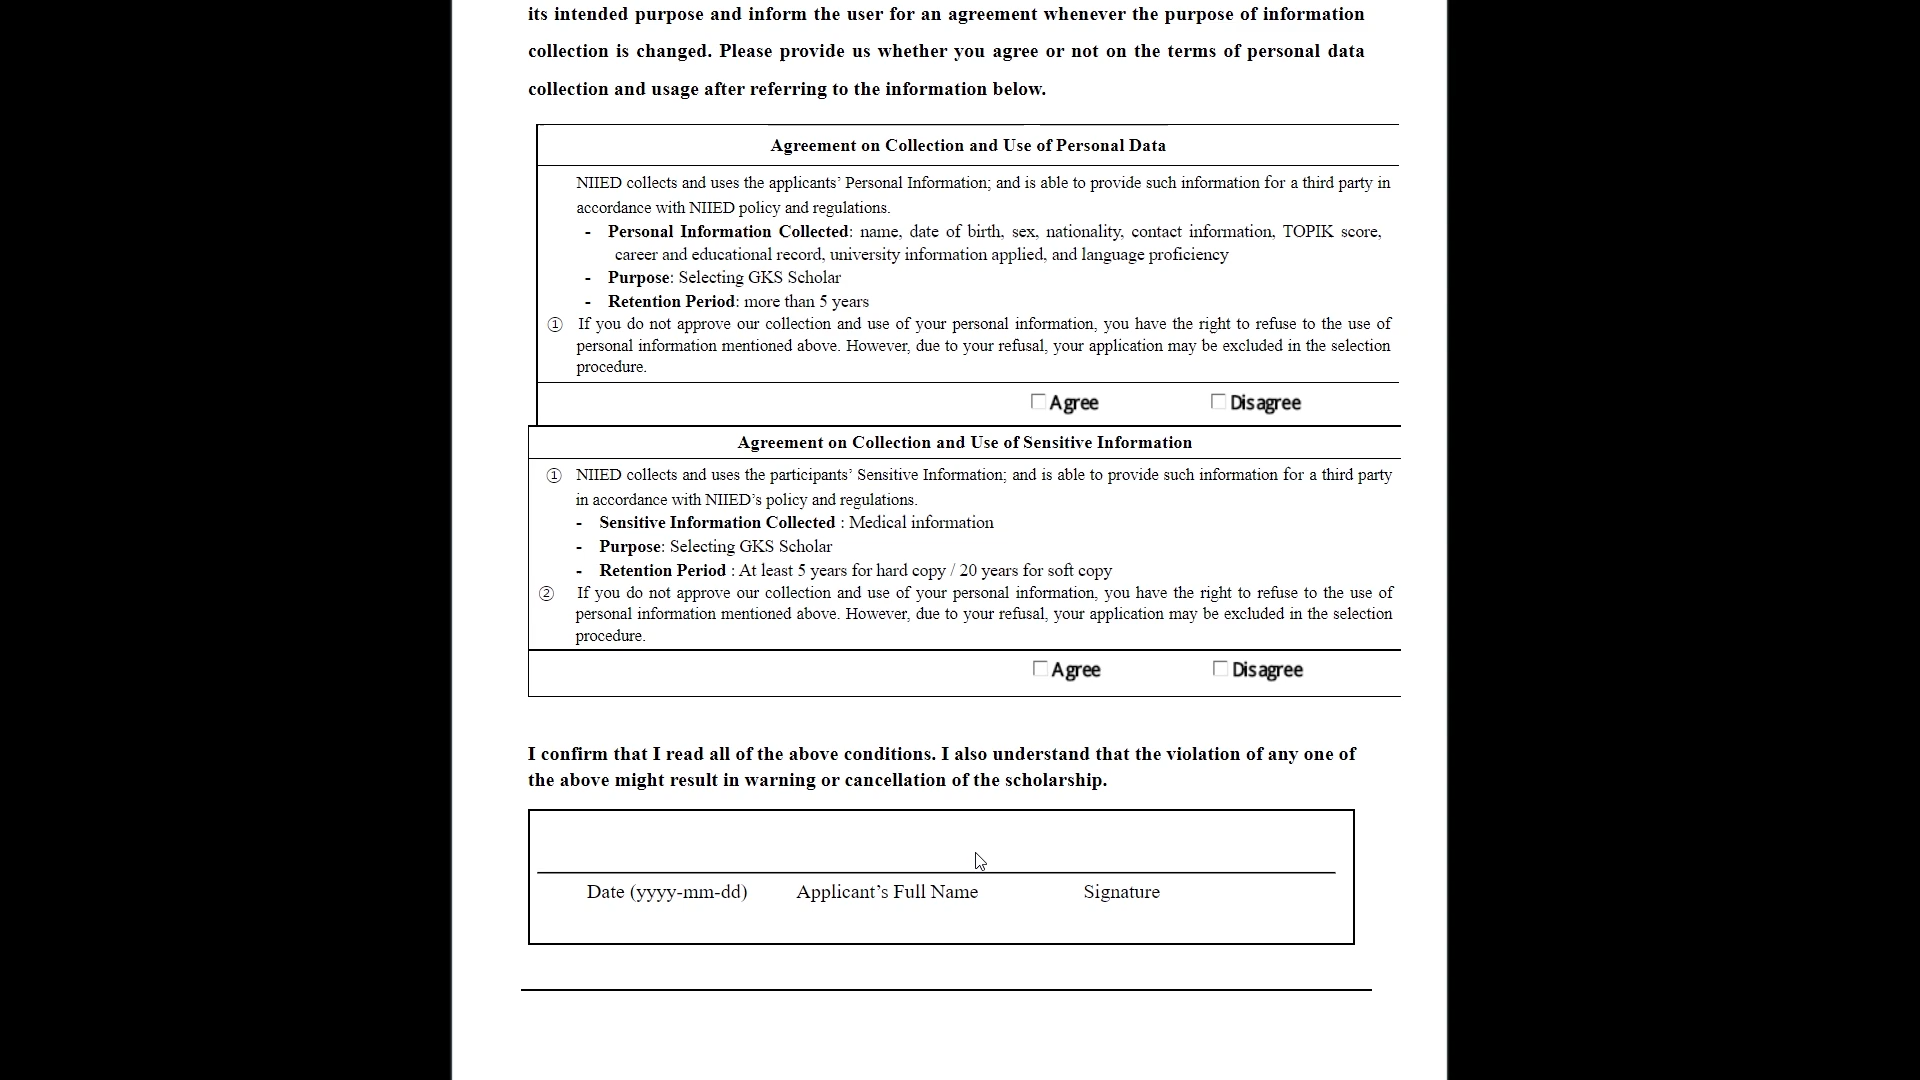 its intended purpose and inform the user for an agreement whenever the purpose of information
collection is changed. Please provide us whether you agree or not on the terms of personal data
collection and usage after referring to the information below.
Agreement on Collection and Use of Personal Data
NIIED collects and uses the applicants’ Personal Information; and is able to provide such information for a third party in
accordance with NIIED policy and regulations.
- Personal Information Collected: name, date of birth, sex, nationality, contact information, TOPIK score,
career and educational record, university information applied, and language proficiency
- Purpose: Selecting GKS Scholar
- Retention Period: more than 5 years
① If you do not approve our collection and use of your personal information, you have the right to refuse to the use of
personal information mentioned above. However, due to your refusal, your application may be excluded in the selection
procedure.
☐ Agree ☐ Disagree
Agreement on Collection and Use of Sensitive Information
① NIIED collects and uses the participants’ Sensitive Information; and is able to provide such information for a third party
in accordance with NIIED’s policy and regulations.
- Sensitive Information Collected : Medical information
- Purpose: Selecting GKS Scholar
- Retention Period : At least 5 years for hard copy / 20 years for soft copy
② If you do not approve our collection and use of your personal information, you have the right to refuse to the use of
personal information mentioned above. However, due to your refusal, your application may be excluded in the selection
procedure.
☐ Agree ☐ Disagree
I confirm that I read all of the above conditions. I also understand that the violation of any one of
the above might result in warning or cancellation of the scholarship.
Date (yyyy-mm-dd) Applicant’s Full Name Signature